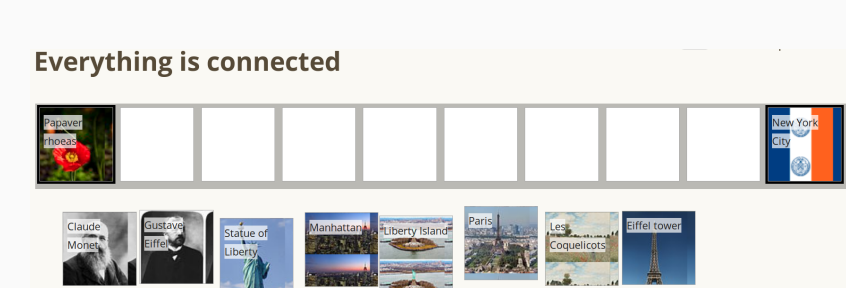 Everything is connected
Papaver
rhoeas
New York
City
Claude
Monet
Gustave
Eiffel
Statue of
Liberty
Manhattan
Liberty Island
Paris
Les
Coquelicots
Eiffel tower